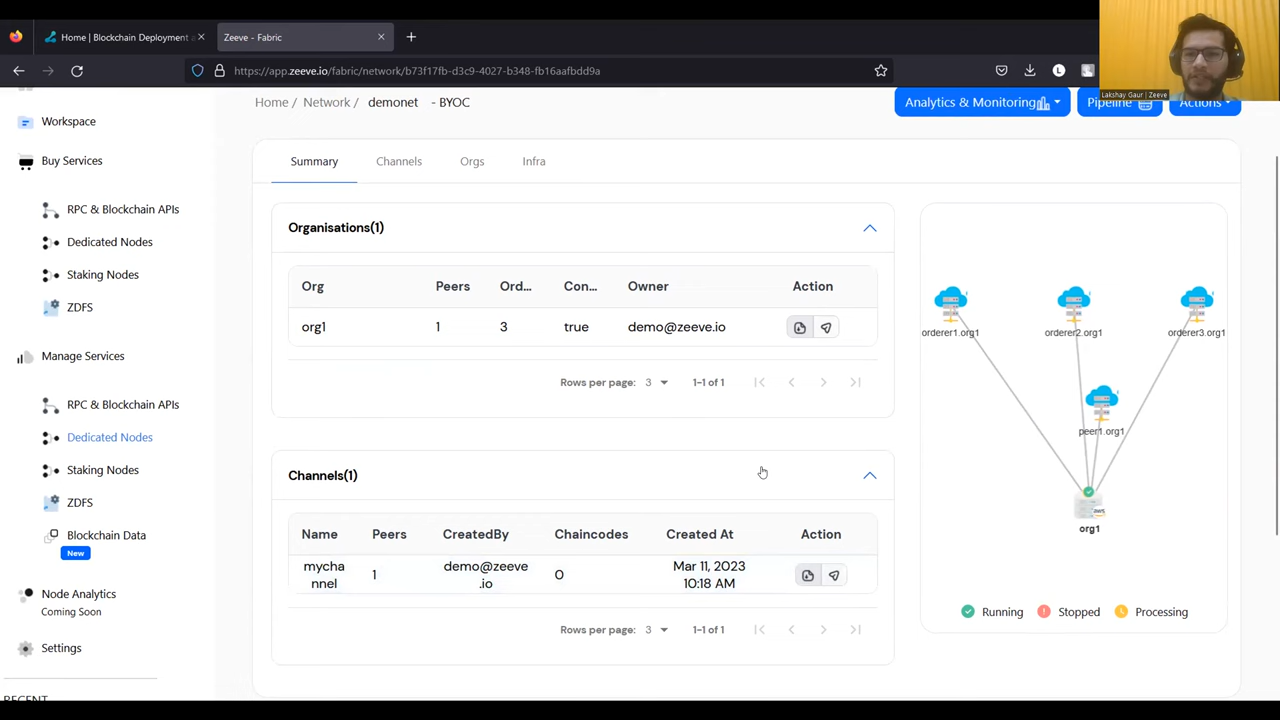 Home | Blockchain Deployment
Zeeve - Fabric
https://app.zeeve.io/fabric/network/b73f17fb-d3c9-4027-b348-fb16aafbdd9a
L
Lakshay Gaur | Zeeve
Home / Network / demonet - BYOC
Analytics & Monitoring
Pipeline
Actions
Workspace
Buy Services
RPC & Blockchain APIs
Dedicated Nodes
Staking Nodes
ZDFS
Manage Services
RPC & Blockchain APIs
Dedicated Nodes
Staking Nodes
ZDFS
Blockchain Data
New
Node Analytics
Coming Soon
Settings
RECENT
Summary Channels Orgs Infra
Organisations(1)
Org Peers Ord... Con... Owner Action
org1 1 3 true demo@zeeve.io
Rows per page: 3 1-1 of 1
Channels(1)
Name Peers CreatedBy Chaincodes Created At Action
mycha
nnel
1
demo@zeeve
.io
0
Mar 11, 2023
10:18 AM
Rows per page: 3 1-1 of 1
orderer1.org1 orderer2.org1 orderer3.org1
peer1.org1
aws
org1
Running Stopped Processing